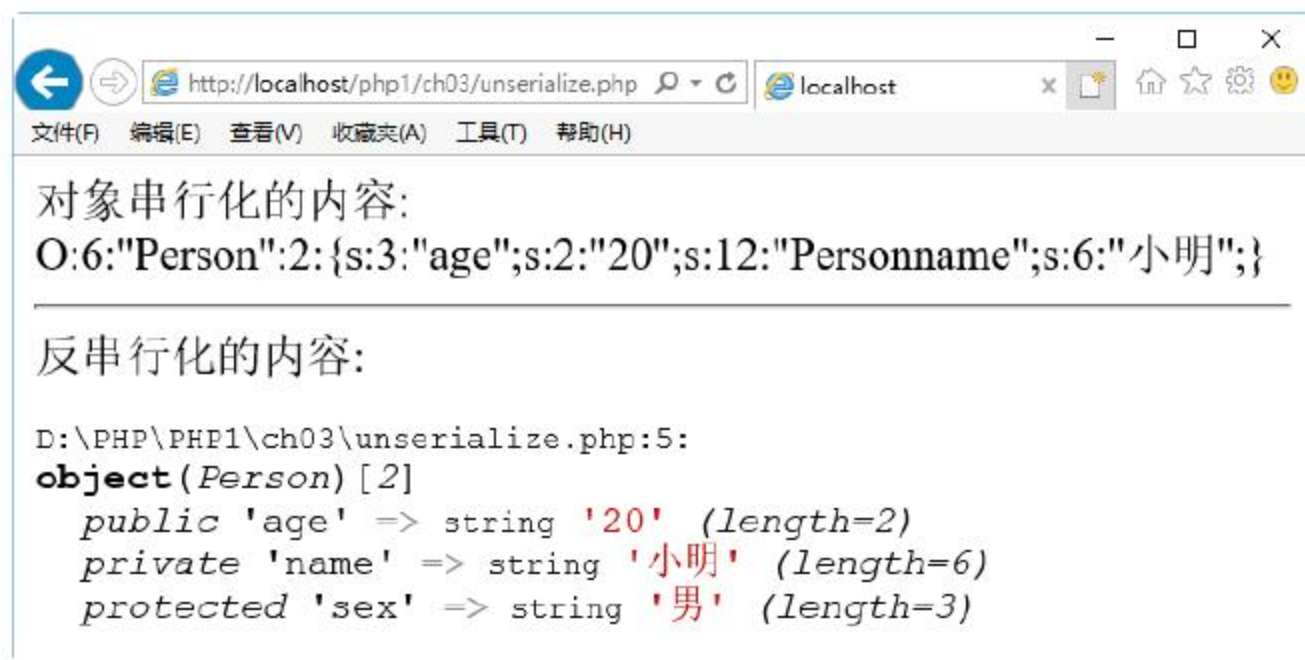 http://localhost/php1/ch03/unserialize.php localhost
文件(F) 编辑(E) 查看(V) 收藏夹(A) 工具(T) 帮助(H)
对象串行化的内容:
O:6:"Person":2:{s:3:"age";s:2:"20";s:12:"Personname";s:6:"小明";}
反串行化的内容:
D:\PHP\PHP1\ch03\unserialize.php:5:
object(Person)[2]
public 'age' => string '20' (length=2)
private 'name' => string '小明' (length=6)
protected 'sex' => string '男' (length=3)